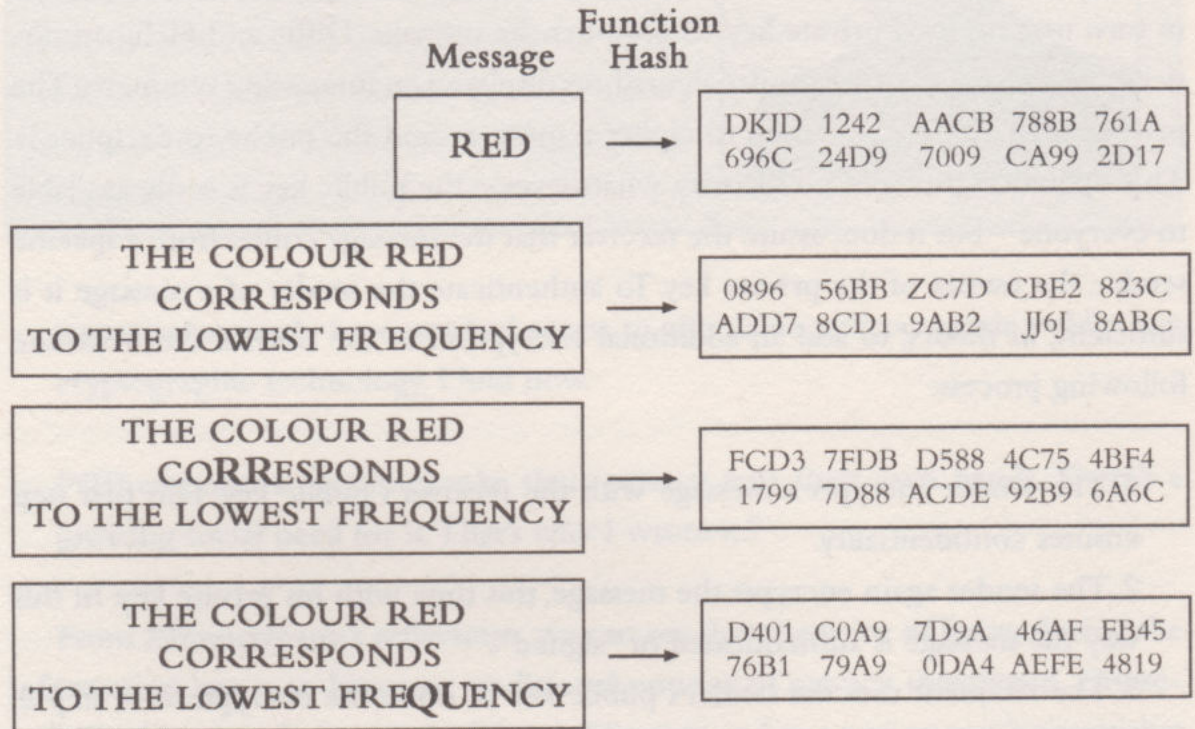 Function
Message Hash
RED → DKJD 1242 AACB 788B 761A
696C 24D9 7009 CA99 2D17
THE COLOUR RED
CORRESPONDS
TO THE LOWEST FREQUENCY → 0896 56BB ZC7D CBE2 823C
ADD7 8CD1 9AB2 JJ6J 8ABC
THE COLOUR RED
CORRESPONDS
TO THE LOWEST FREQUENCY → FCD3 7FDB D588 4C75 4BF4
1799 7D88 ACDE 92B9 6A6C
THE COLOUR RED
CORRESPONDS
TO THE LOWEST FREQUENCY → D401 C0A9 7D9A 46AF FB45
76B1 79A9 0DA4 AEFE 4819